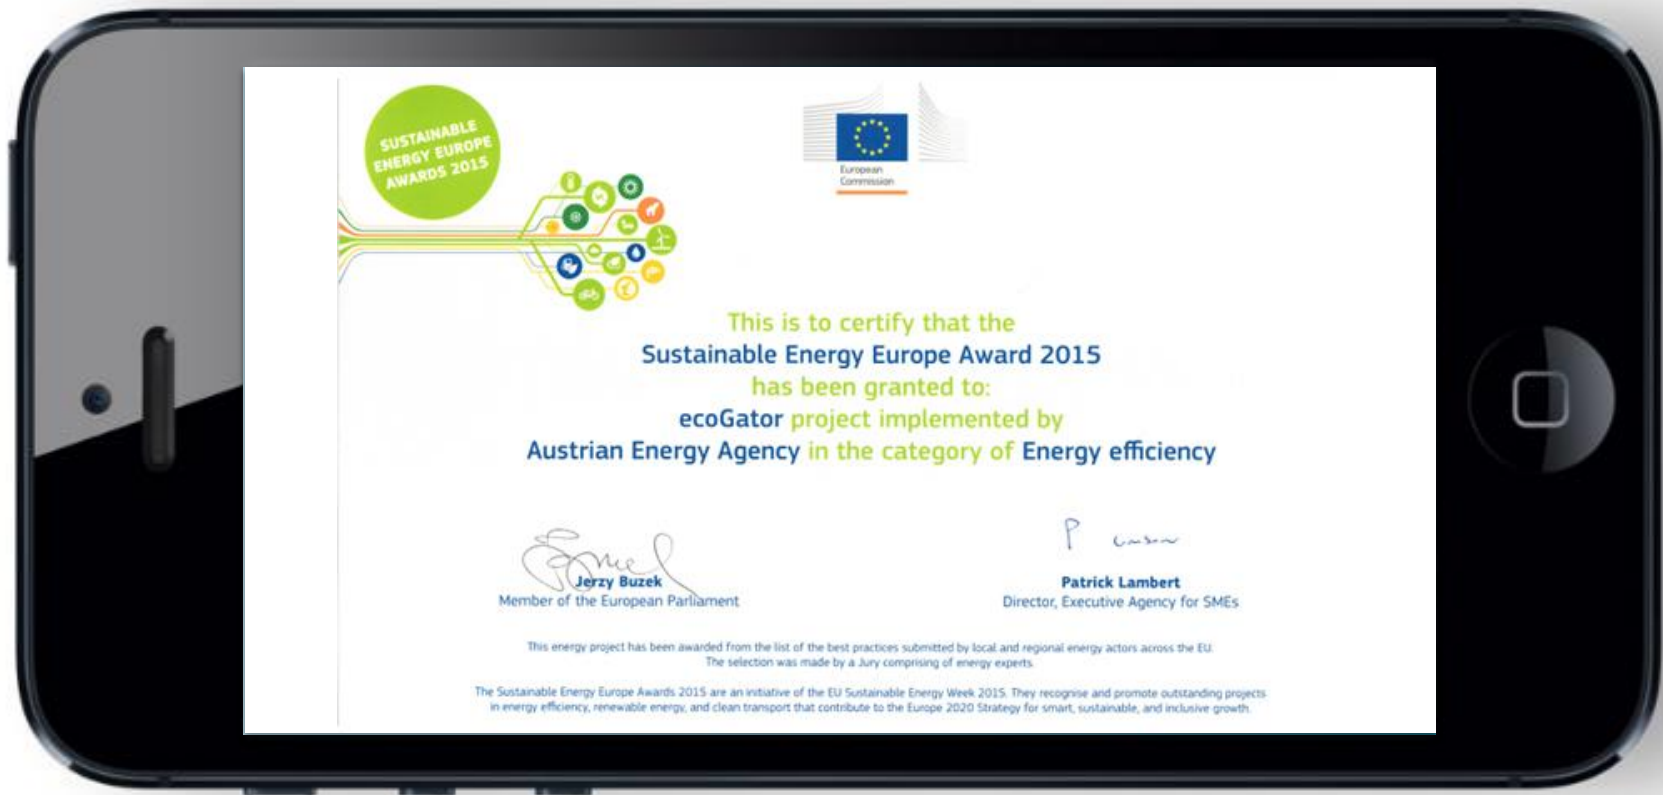 SUSTAINABLE
ENERGY EUROPE
AWARDS 2015
European
Commission
This is to certify that the
Sustainable Energy Europe Award 2015
has been granted to:
ecoGator project implemented by
Austrian Energy Agency in the category of Energy efficiency
Jerzy Buzek
Member of the European Parliament
Patrick Lambert
Director, Executive Agency for SMEs
This energy project has been awarded from the list of the best practices submitted by local and regional energy actors across the EU.
The selection was made by a Jury comprising of energy experts.
The Sustainable Energy Europe Awards 2015 are an initiative of the EU Sustainable Energy Week 2015. They recognise and promote outstanding projects
in energy efficiency, renewable energy, and clean transport that contribute to the Europe 2020 Strategy for smart, sustainable, and inclusive growth.